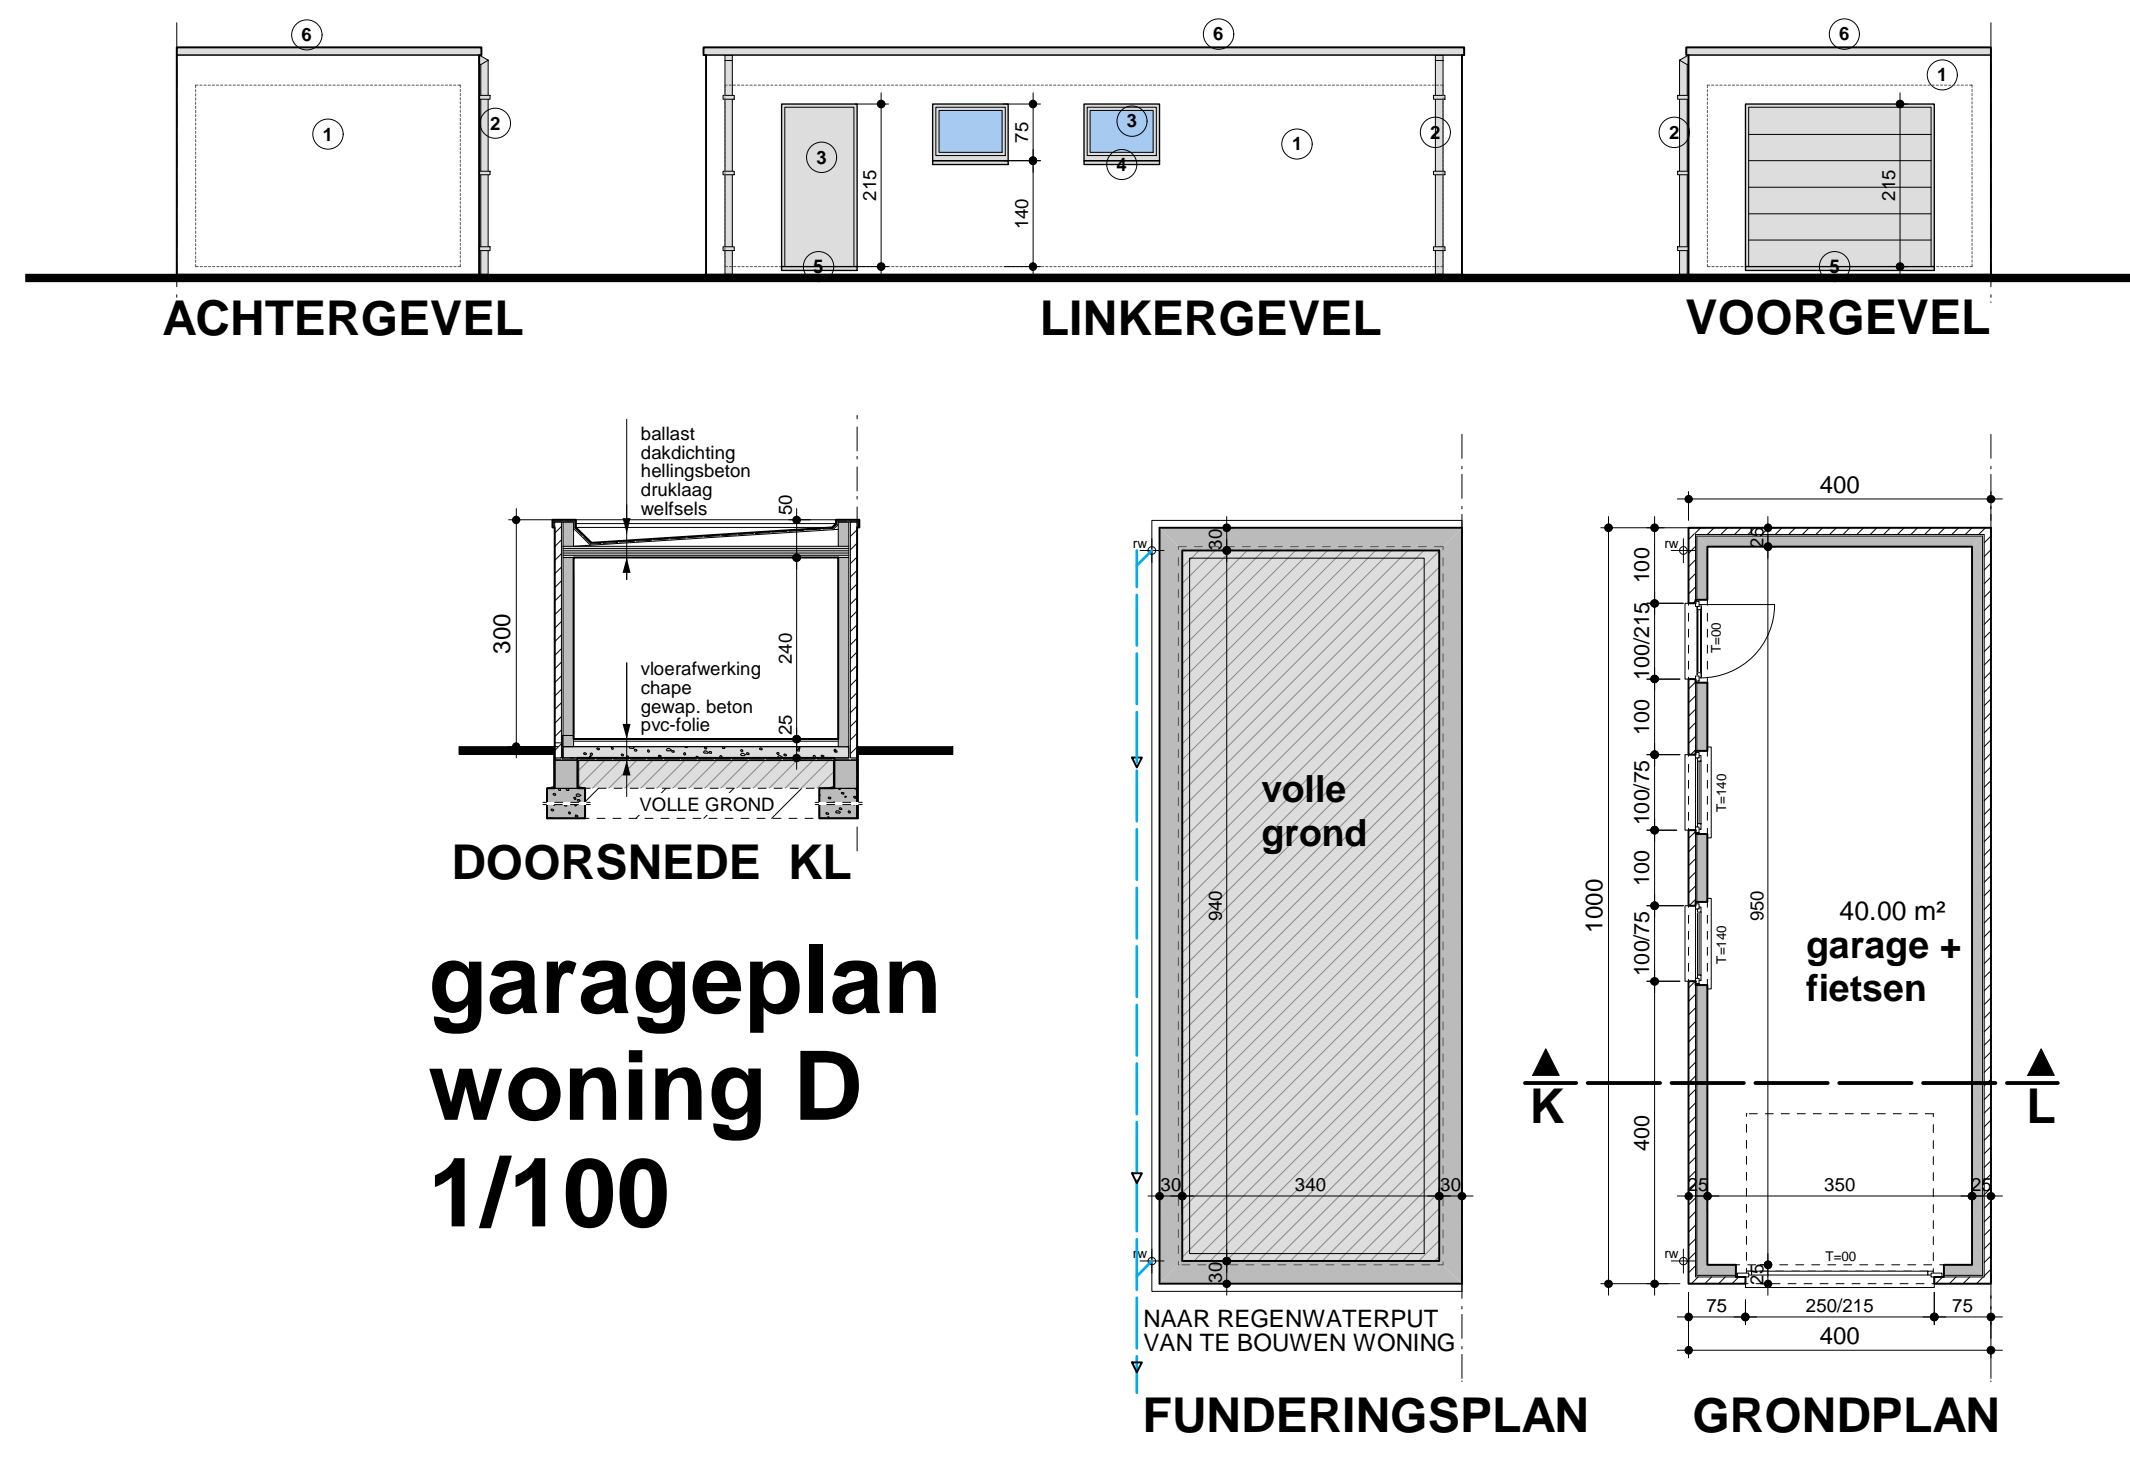 6
6
6
1
2
1
3
3
4
5
75
140
215
1
2
2
1
215
5
ACHTERGEVEL
LINKERGEVEL
VOORGEVEL
ballast
dakdichting
hellingsbeton
druklaag
welfsels
50
300
240
25
vloerafwerking
chape
gewap. beton
pvc-folie
VOLLE GROND
DOORSNEDE KL
garageplan
woning D
1/100
rw
30
volle
grond
940
30
340
30
rw
30
NAAR REGENWATERPUT
VAN TE BOUWEN WONING
FUNDERINGSPLAN
400
25
rw
100
100/215
T=00
100
100/75
T=140
100
1000
950
100/75
T=140
40.00 m²
garage +
fietsen
K
L
400
25
350
25
rw
T=00
25
75
250/215
75
400
GRONDPLAN